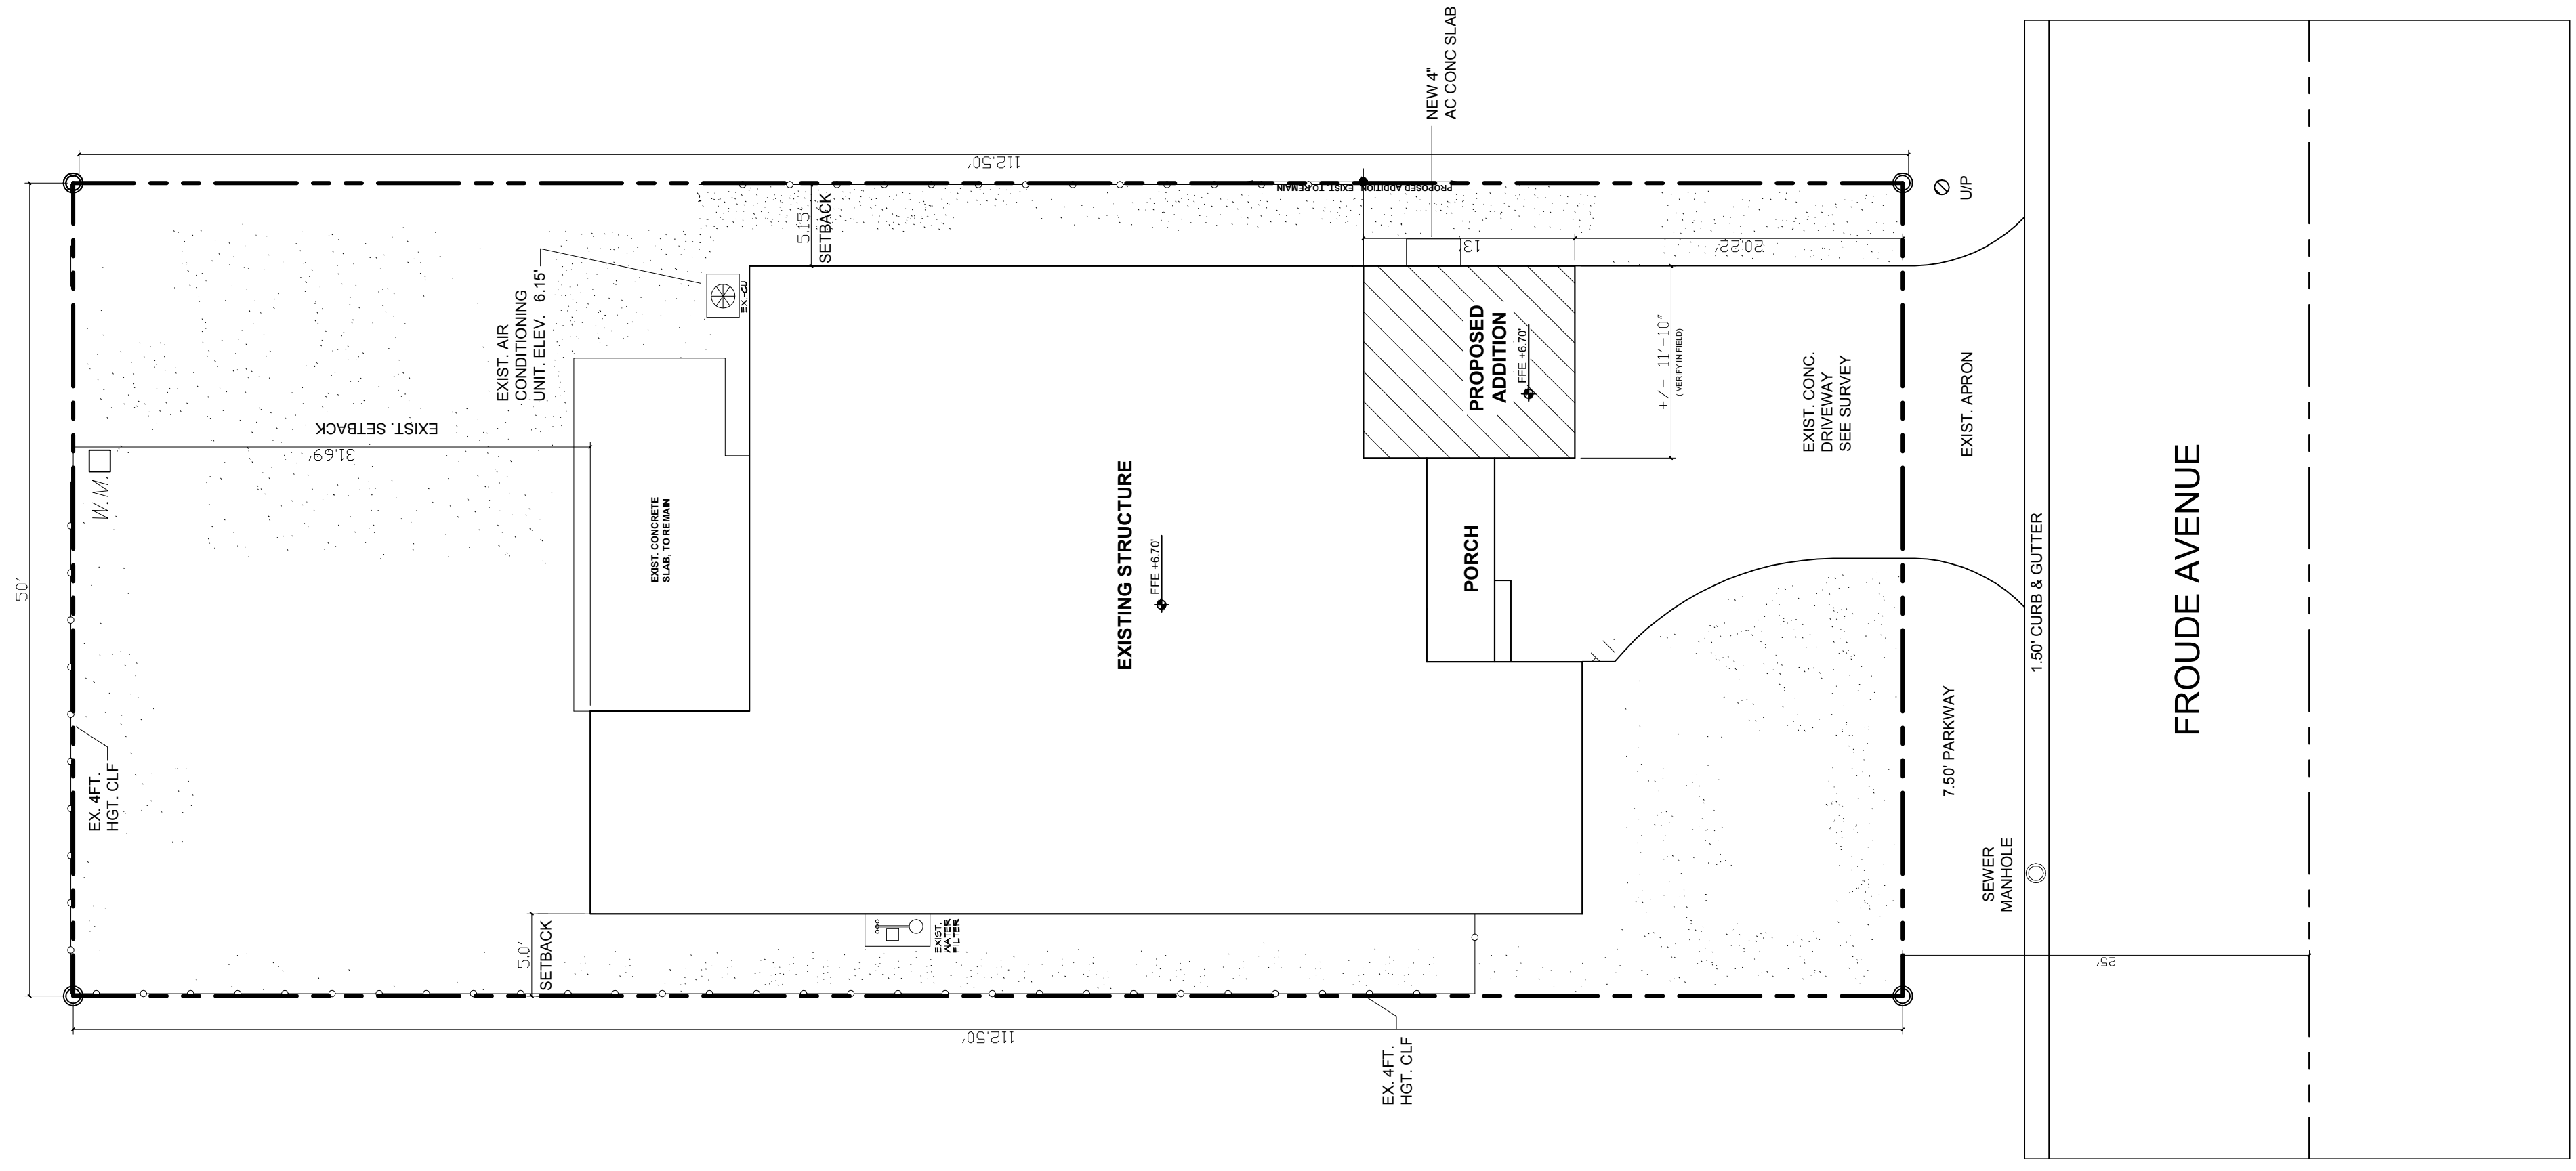 50'
W.M.
EX. 4FT.
HGT. CLF
31.69'
EXIST. SETBACK
EXIST. AIR
CONDITIONING
UNIT. ELEV. 6.15'
EX.-CU
5.15'
SETBACK
5.0'
SETBACK
EXIST. CONCRETE
SLAB, TO REMAIN
EXIST.
WATER
FILTER
112.50'
112.50'
PROPOSED ADDITION
EXIST. TO REMAIN
EXISTING STRUCTURE
FFE +6.70'
NEW 4"
AC CONC SLAB
13'
20.22'
PROPOSED
ADDITION
FFE +6.70'
+/- 11'-10"
( VERIFY IN FIELD)
PORCH
EX. 4FT.
HGT. CLF
EXIST. CONC.
DRIVEWAY
SEE SURVEY
U/P
EXIST. APRON
7.50' PARKWAY
SEWER
MANHOLE
1.50' CURB & GUTTER
25'
FROUDE AVENUE